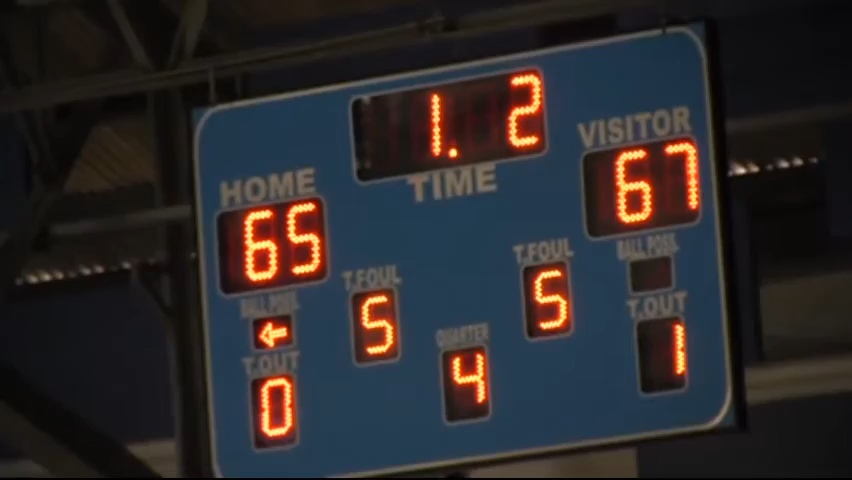 1.2
TIME
HOME
VISITOR
65
67
BALL POSS.
BALL POSS.
←
T.FOUL
T.FOUL
5
5
T.OUT
T.OUT
0
1
QUARTER
4